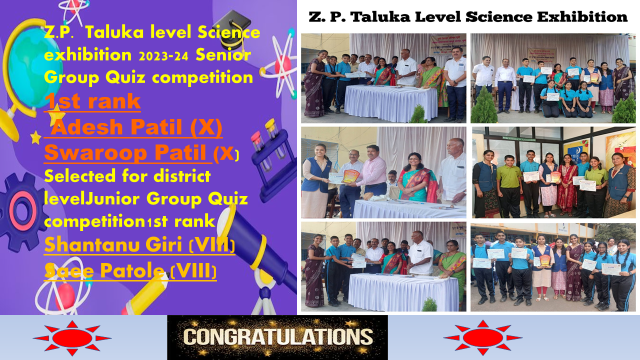 Z.P. Taluka level Science
exhibition 2023-24 Senior
Group Quiz competition
1st rank
Adesh Patil (X)
Swaroop Patil (X)
Selected for district
levelJunior Group Quiz
competition1st rank
Shantanu Giri (VIII)
Saee Patole (VIII)
Z. P. Taluka Level Science Exhibition
CONGRATULATIONS